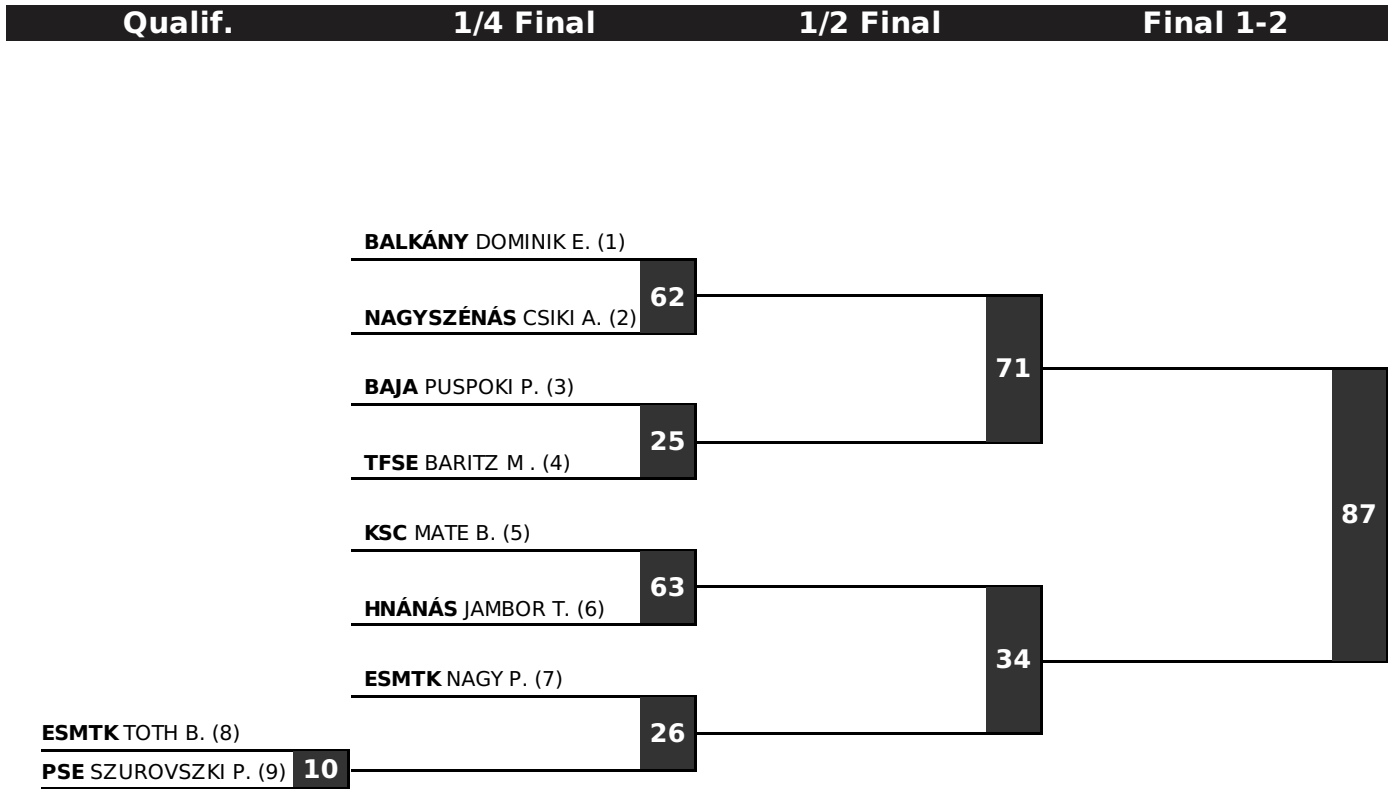 Qualif. 1/4 Final 1/2 Final Final 1-2
BALKÁNY DOMINIK E. (1)
62
NAGYSZÉNÁS CSIKI A. (2)
71
BAJA PUSPOKI P. (3)
25
TFSE BARITZ M . (4)
87
KSC MATE B. (5)
63
HNÁNÁS JAMBOR T. (6)
34
ESMTK NAGY P. (7)
26
ESMTK TOTH B. (8)
PSE SZUROVSZKI P. (9) 10